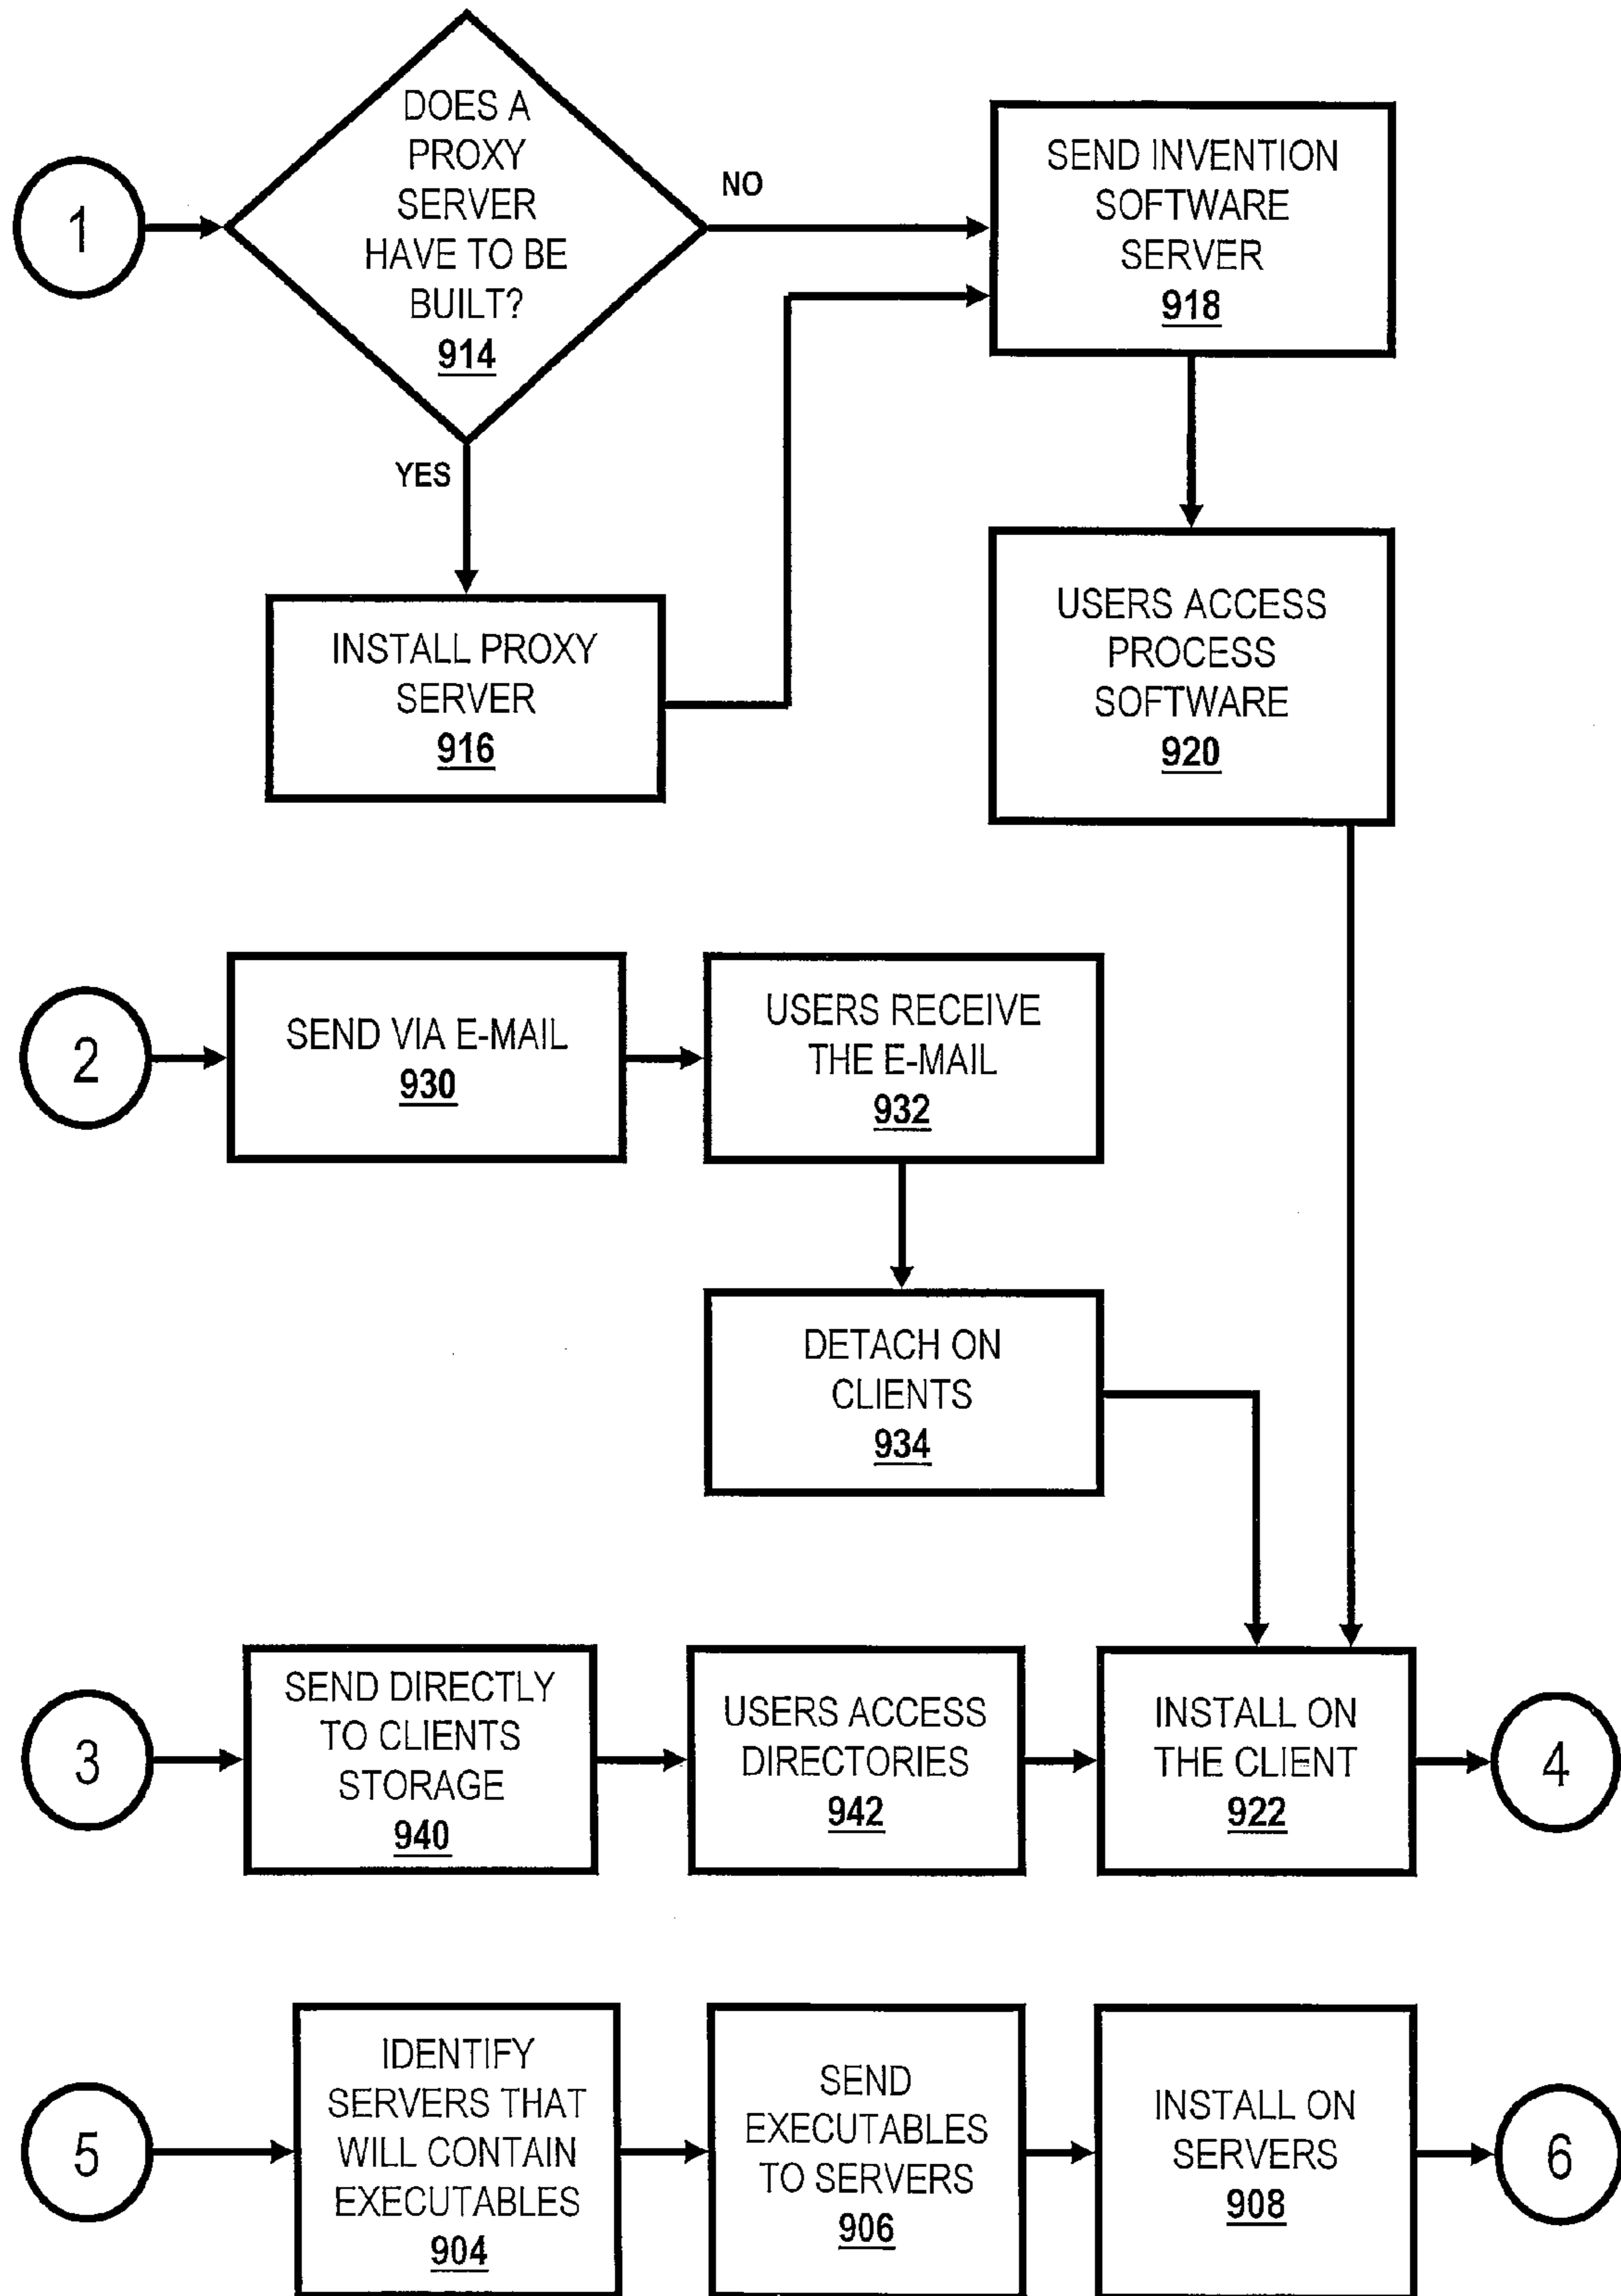 1
DOES A
PROXY
SERVER
HAVE TO BE
BUILT?
914
NO
YES
SEND INVENTION
SOFTWARE
SERVER
918
INSTALL PROXY
SERVER
916
USERS ACCESS
PROCESS
SOFTWARE
920
2
SEND VIA E-MAIL
930
USERS RECEIVE
THE E-MAIL
932
DETACH ON
CLIENTS
934
3
SEND DIRECTLY
TO CLIENTS
STORAGE
940
USERS ACCESS
DIRECTORIES
942
INSTALL ON
THE CLIENT
922
4
5
IDENTIFY
SERVERS THAT
WILL CONTAIN
EXECUTABLES
904
SEND
EXECUTABLES
TO SERVERS
906
INSTALL ON
SERVERS
908
6